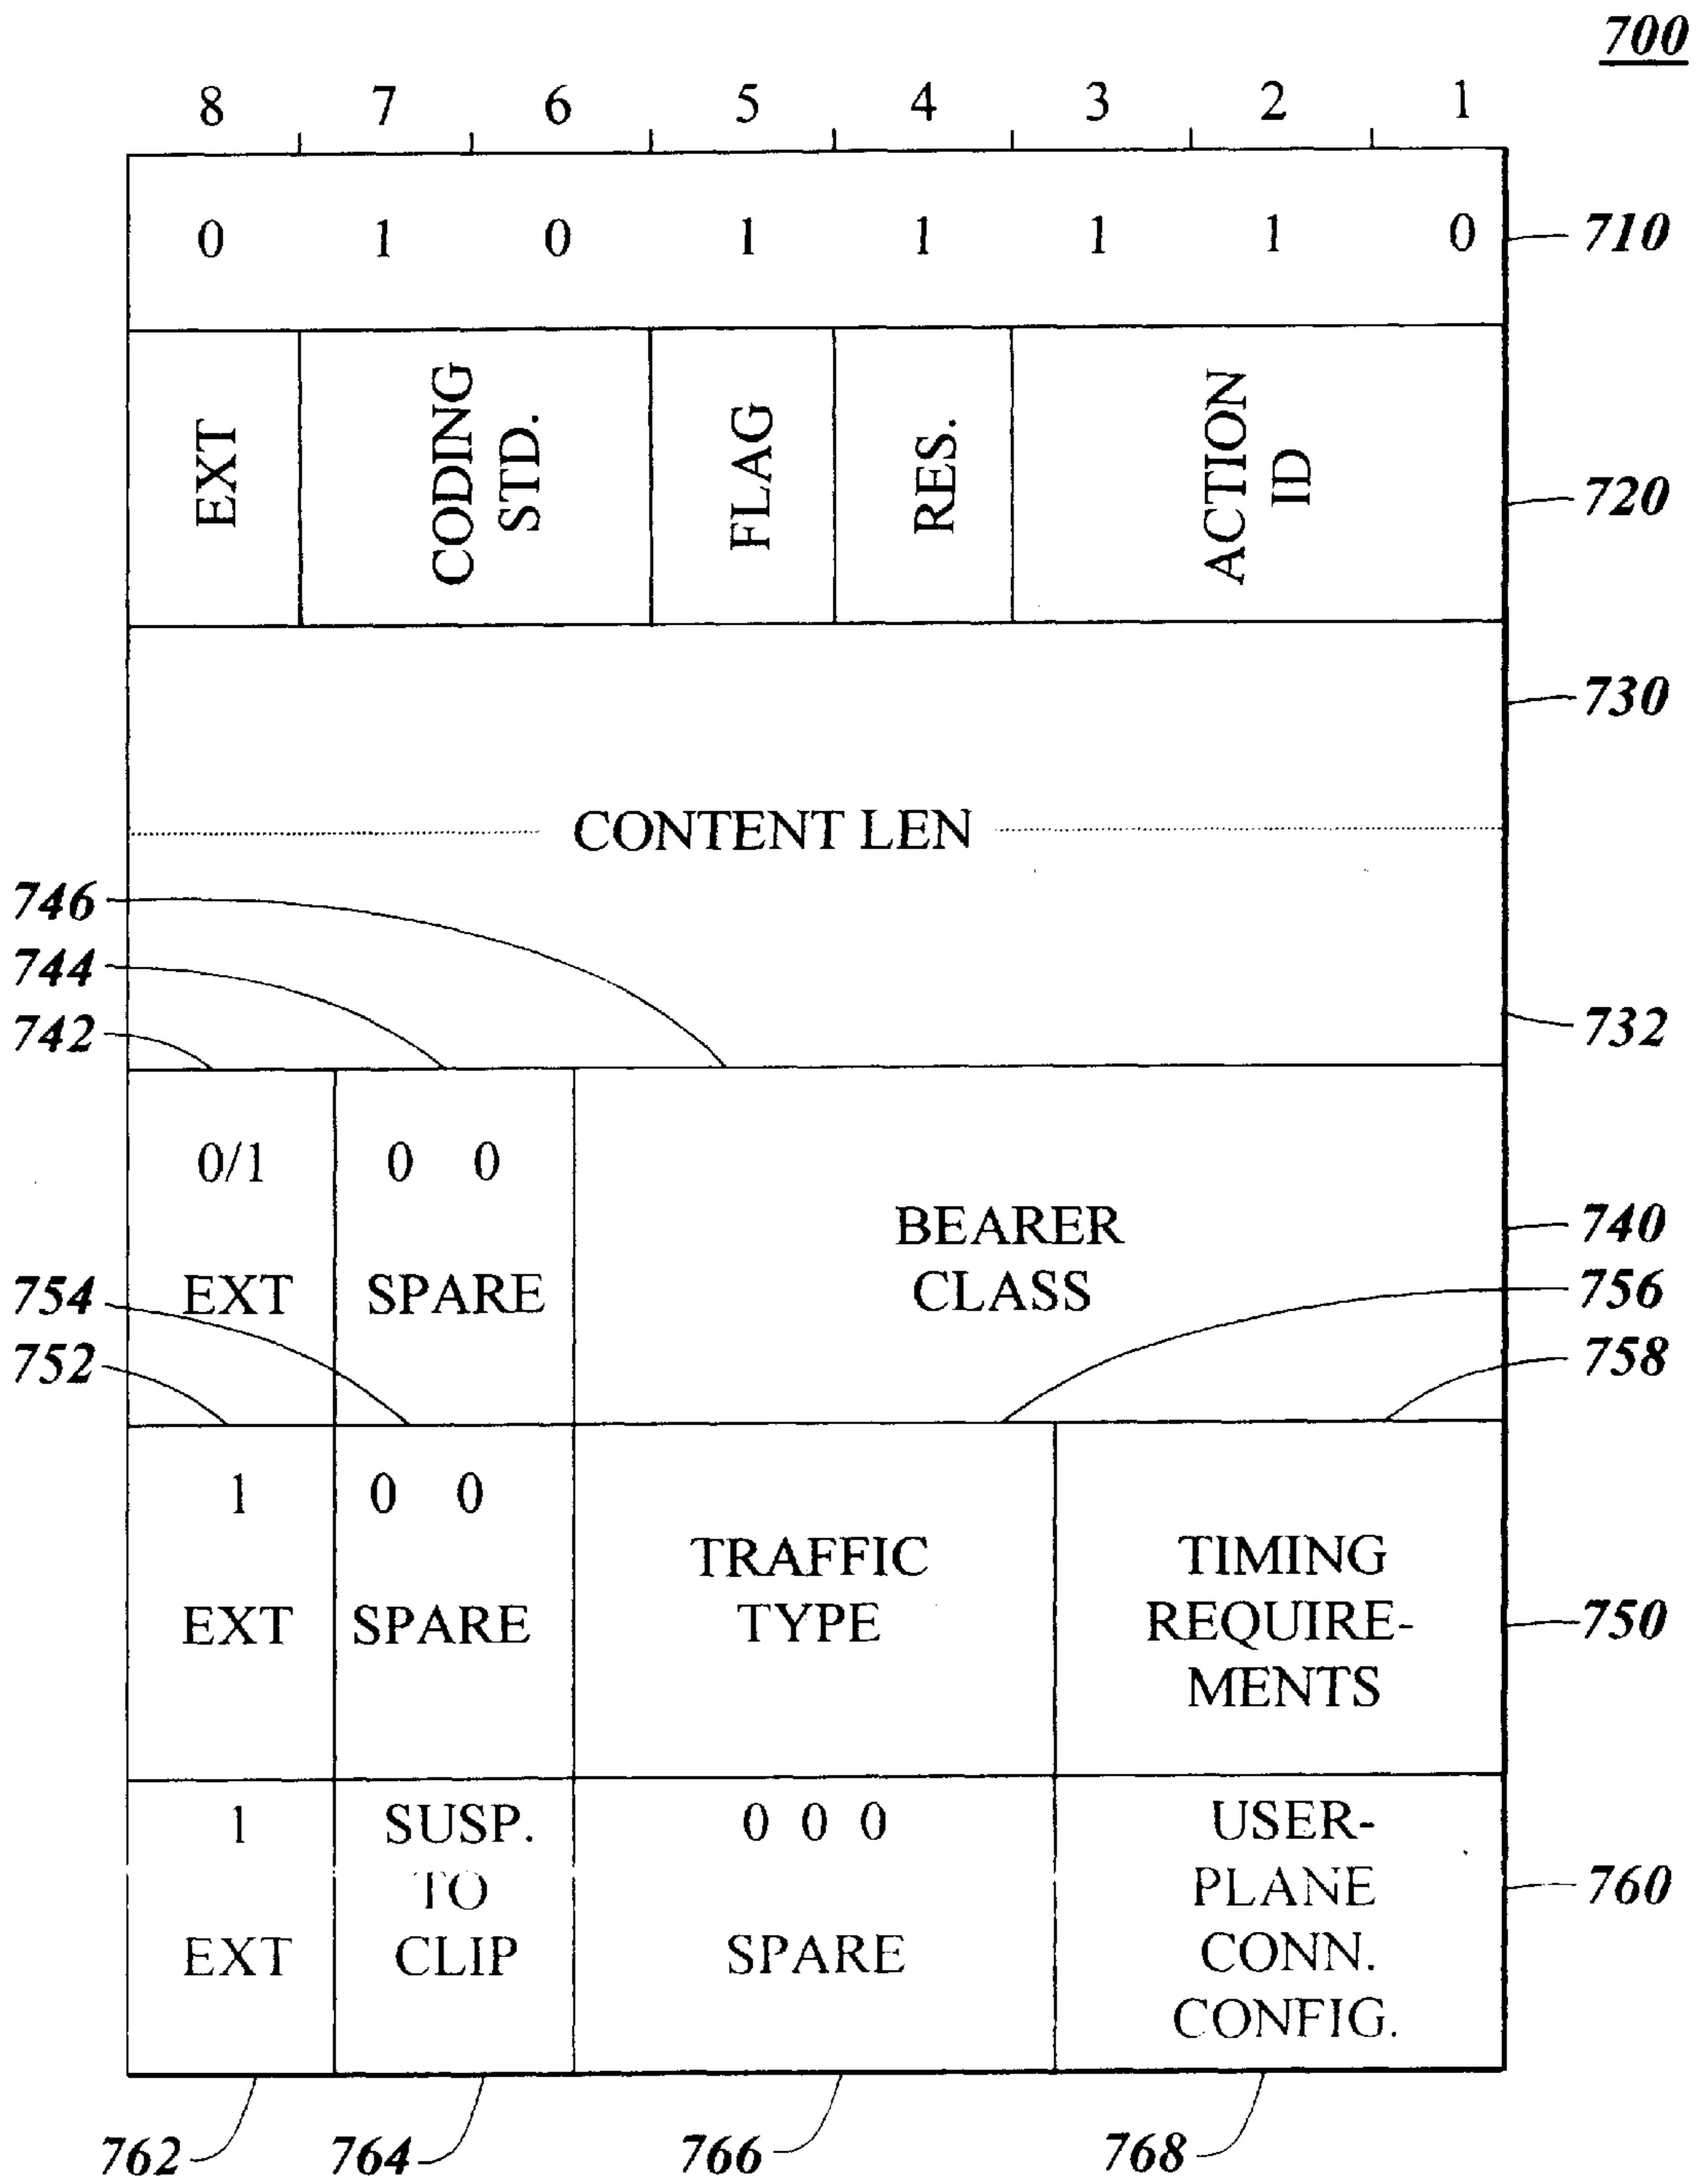 700
8 7 6 5 4 3 2 1
0 1 0 1 1 1 1 0
710
EXT
CODING
STD.
FLAG
RES.
ACTION
ID
720
730
CONTENT LEN
746
744
742
732
0/1 0 0
BEARER
CLASS
740
EXT SPARE
754
752
756
758
1 0 0
TRAFFIC
TYPE
TIMING
REQUIRE-
MENTS
EXT SPARE
750
1
EXT
SUSP.
TO
CLIP
0 0 0
SPARE
USER-
PLANE
CONN.
CONFIG.
760
762 764 766 768